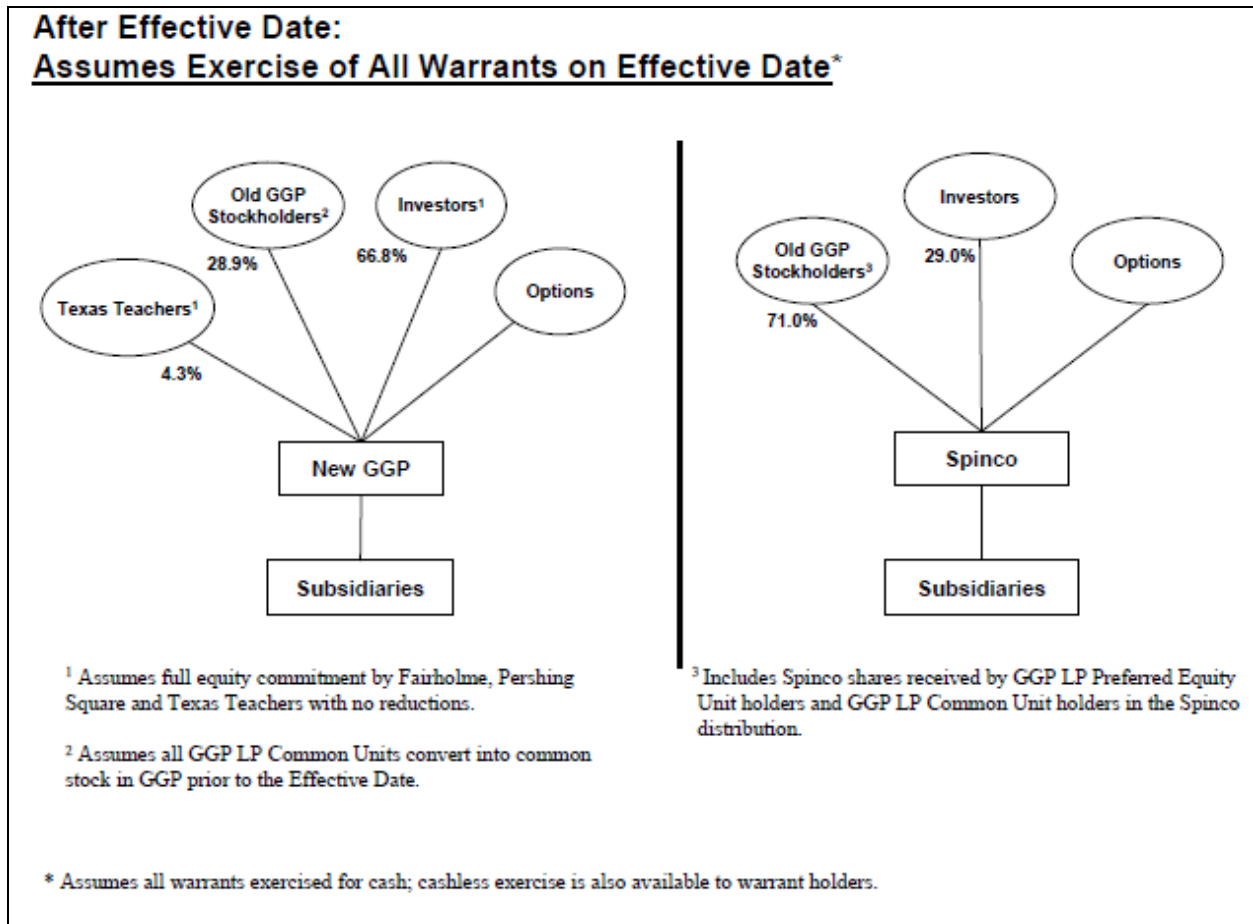 After Effective Date:
Assumes Exercise of All Warrants on Effective Date*
Old GGP
Stockholders²
28.9%
Investors¹
66.8%
Texas Teachers¹
4.3%
Options
New GGP
Subsidiaries
Investors
29.0%
Old GGP
Stockholders³
71.0%
Options
Spinco
Subsidiaries
¹ Assumes full equity commitment by Fairholme, Pershing
Square and Texas Teachers with no reductions.
² Assumes all GGP LP Common Units convert into common
stock in GGP prior to the Effective Date.
³ Includes Spinco shares received by GGP LP Preferred Equity
Unit holders and GGP LP Common Unit holders in the Spinco
distribution.
* Assumes all warrants exercised for cash; cashless exercise is also available to warrant holders.